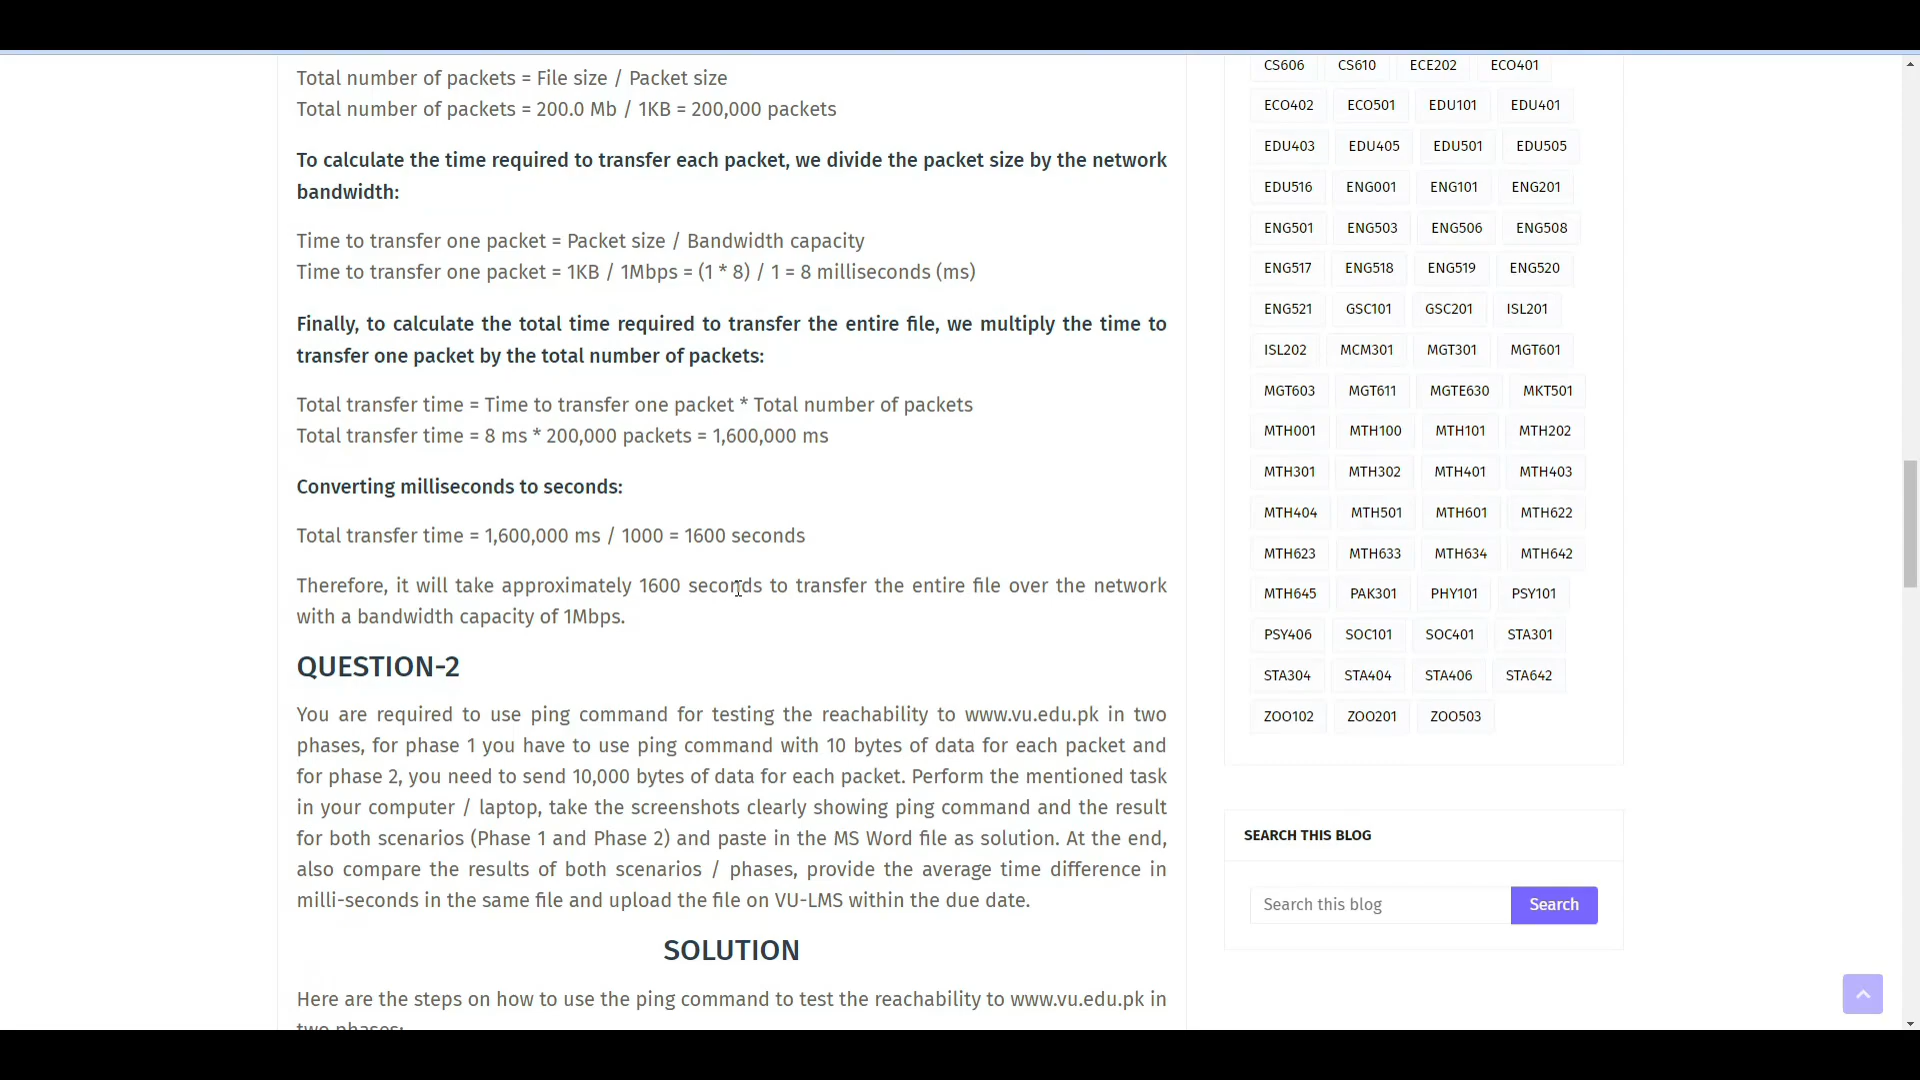 Total number of packets = File size / Packet size
Total number of packets = 200.0 Mb / 1KB = 200,000 packets
To calculate the time required to transfer each packet, we divide the packet size by the network
bandwidth:
Time to transfer one packet = Packet size / Bandwidth capacity
Time to transfer one packet = 1KB / 1Mbps = (1 * 8) / 1 = 8 milliseconds (ms)
Finally, to calculate the total time required to transfer the entire file, we multiply the time to
transfer one packet by the total number of packets:
Total transfer time = Time to transfer one packet * Total number of packets
Total transfer time = 8 ms * 200,000 packets = 1,600,000 ms
Converting milliseconds to seconds:
Total transfer time = 1,600,000 ms / 1000 = 1600 seconds
Therefore, it will take approximately 1600 seconds to transfer the entire file over the network
with a bandwidth capacity of 1Mbps.
QUESTION-2
You are required to use ping command for testing the reachability to www.vu.edu.pk in two
phases, for phase 1 you have to use ping command with 10 bytes of data for each packet and
for phase 2, you need to send 10,000 bytes of data for each packet. Perform the mentioned task
in your computer / laptop, take the screenshots clearly showing ping command and the result
for both scenarios (Phase 1 and Phase 2) and paste in the MS Word file as solution. At the end,
also compare the results of both scenarios / phases, provide the average time difference in
milli-seconds in the same file and upload the file on VU-LMS within the due date.
SOLUTION
Here are the steps on how to use the ping command to test the reachability to www.vu.edu.pk in
two phases:
CS606 CS610 ECE202 ECO401
ECO402 ECO501 EDU101 EDU401
EDU403 EDU405 EDU501 EDU505
EDU516 ENG001 ENG101 ENG201
ENG501 ENG503 ENG506 ENG508
ENG517 ENG518 ENG519 ENG520
ENG521 GSC101 GSC201 ISL201
ISL202 MCM301 MGT301 MGT601
MGT603 MGT611 MGTE630 MKT501
MTH001 MTH100 MTH101 MTH202
MTH301 MTH302 MTH401 MTH403
MTH404 MTH501 MTH601 MTH622
MTH623 MTH633 MTH634 MTH642
MTH645 PAK301 PHY101 PSY101
PSY406 SOC101 SOC401 STA301
STA304 STA404 STA406 STA642
ZOO102 ZOO201 ZOO503
SEARCH THIS BLOG
Search this blog Search